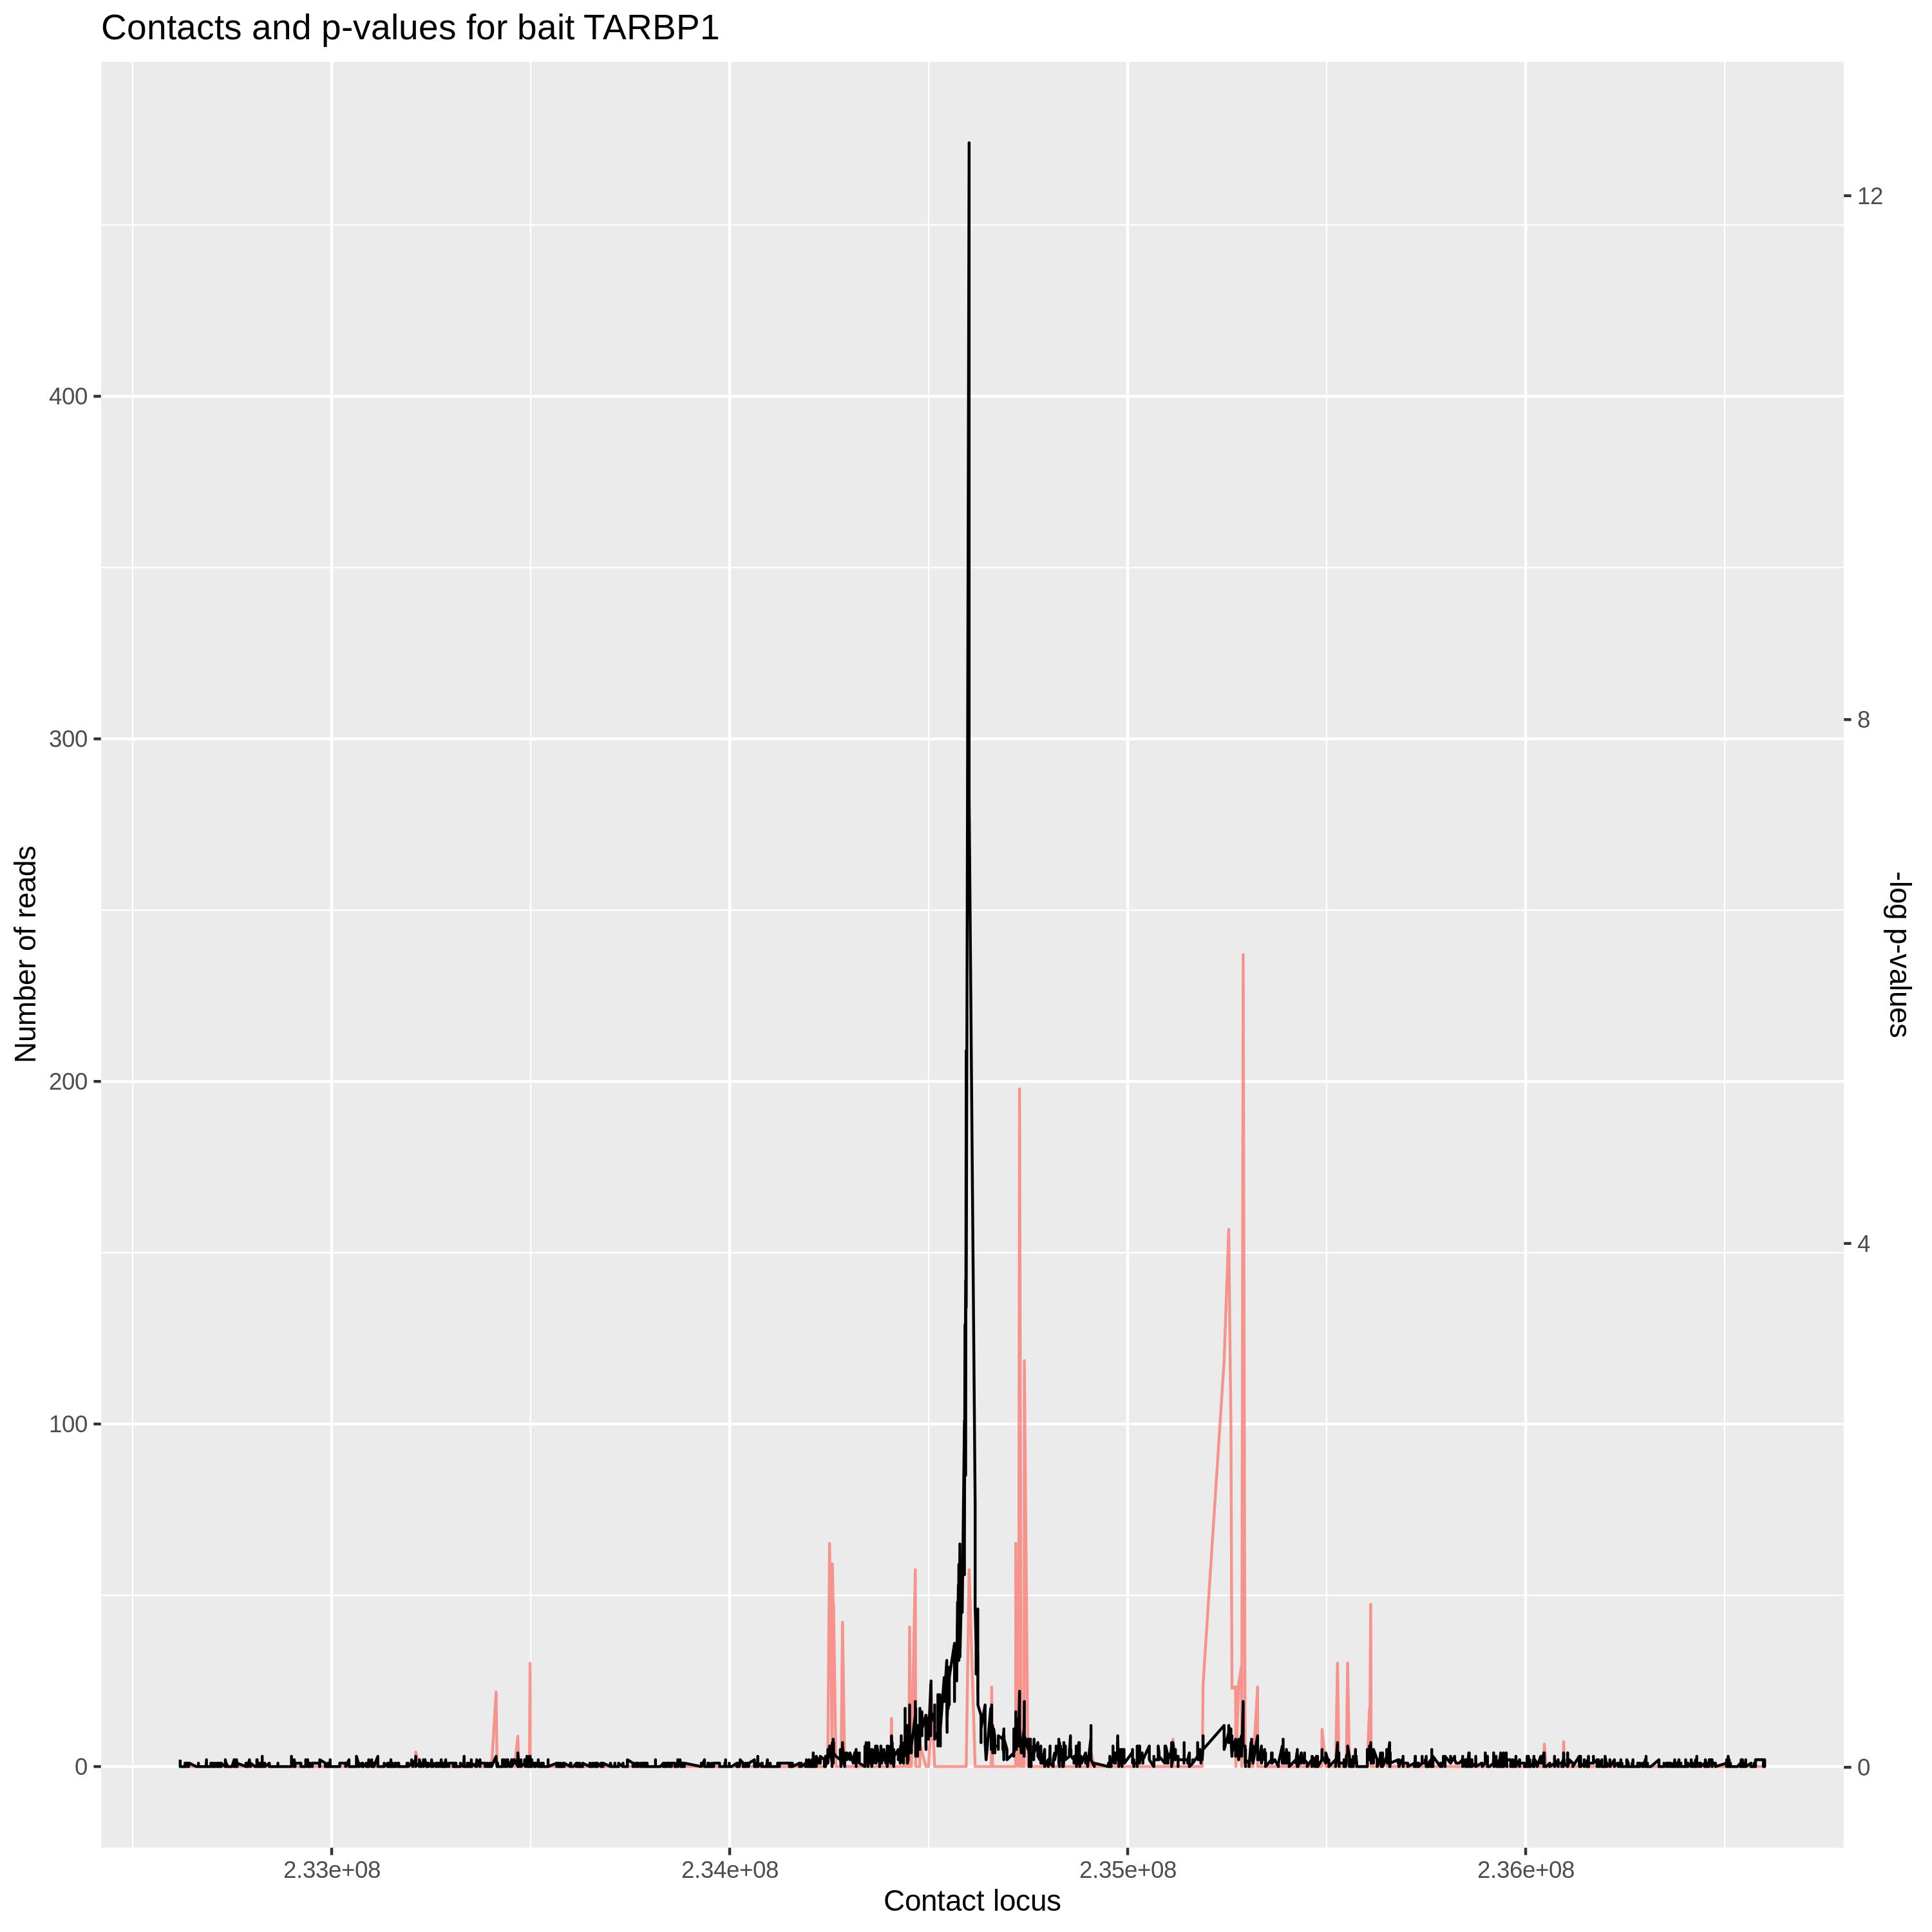 Contacts and p-values for bait TARBP1
Number of reads
400
300
200
100
0
12
8
4
0
-log p-values
2.33e+08
2.34e+08
2.35e+08
2.36e+08
Contact locus